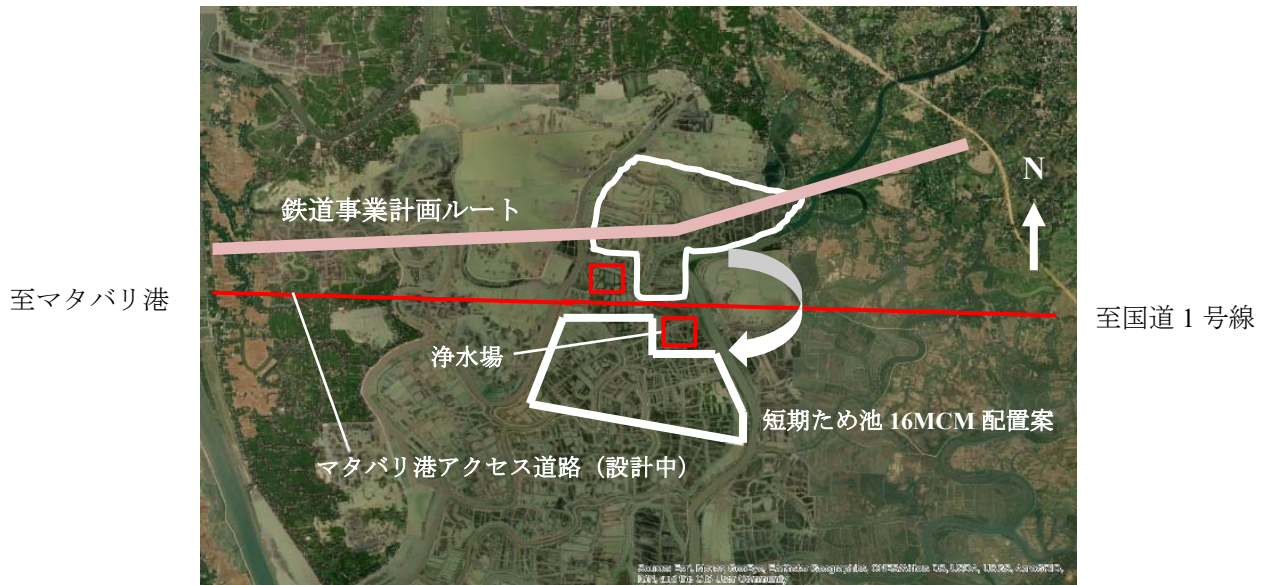 N
鉄道事業計画ルート
至マタバリ港
至国道 1 号線
浄水場
短期ため池 16MCM 配置案
マタバリ港アクセス道路（設計中）